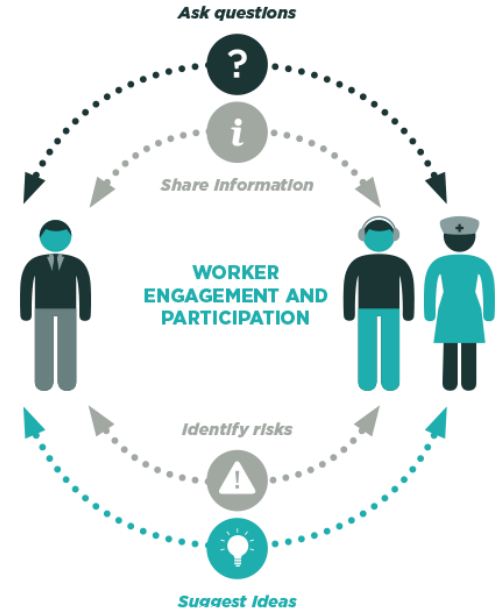 Ask questions
?
i
Share Information
WORKER
ENGAGEMENT AND
PARTICIPATION
Identify risks
!
Suggest Ideas